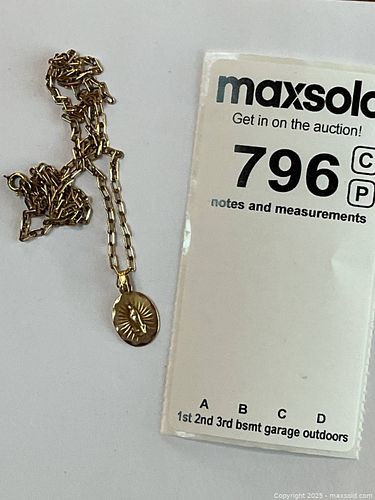 maxsold
Get in on the auction!
796
C
P
notes and measurements
A B C D
1st 2nd 3rd bsmt garage outdoors
Copyright 2025 - maxsold.com